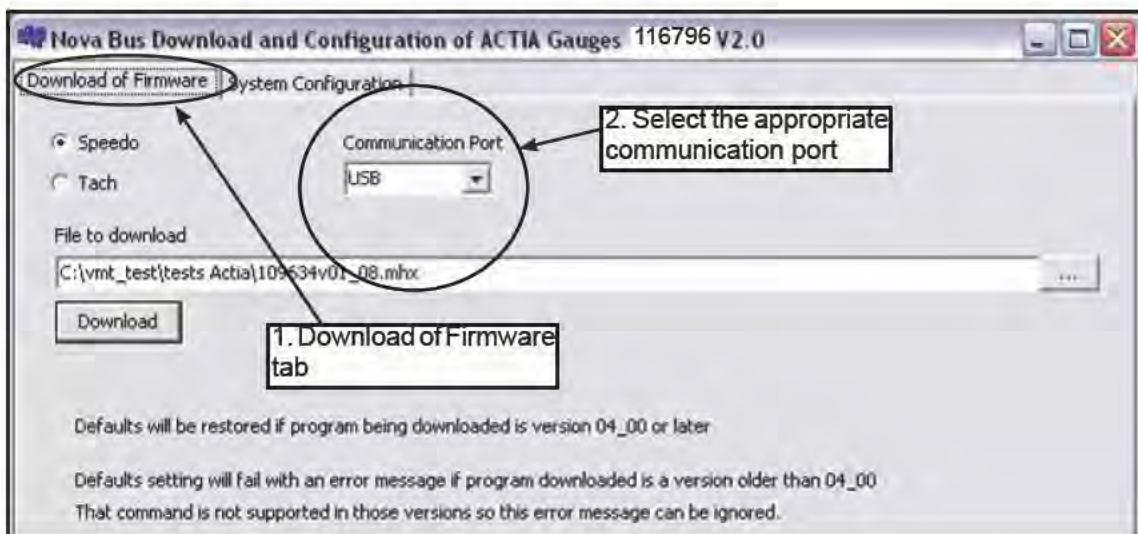 Nova Bus Download and Configuration of ACTIA Gauges 116796 V2.0
Download of Firmware System Configuration
Speedo
Communication Port
2. Select the appropriate
communication port
Tach
USB
File to download
C:\vmt_test\tests Actia\109634v01_08.mhx
...
Download
1. Download of Firmware
tab
Defaults will be restored if program being downloaded is version 04_00 or later
Defaults setting will fail with an error message if program downloaded is a version older than 04_00
That command is not supported in those versions so this error message can be ignored.